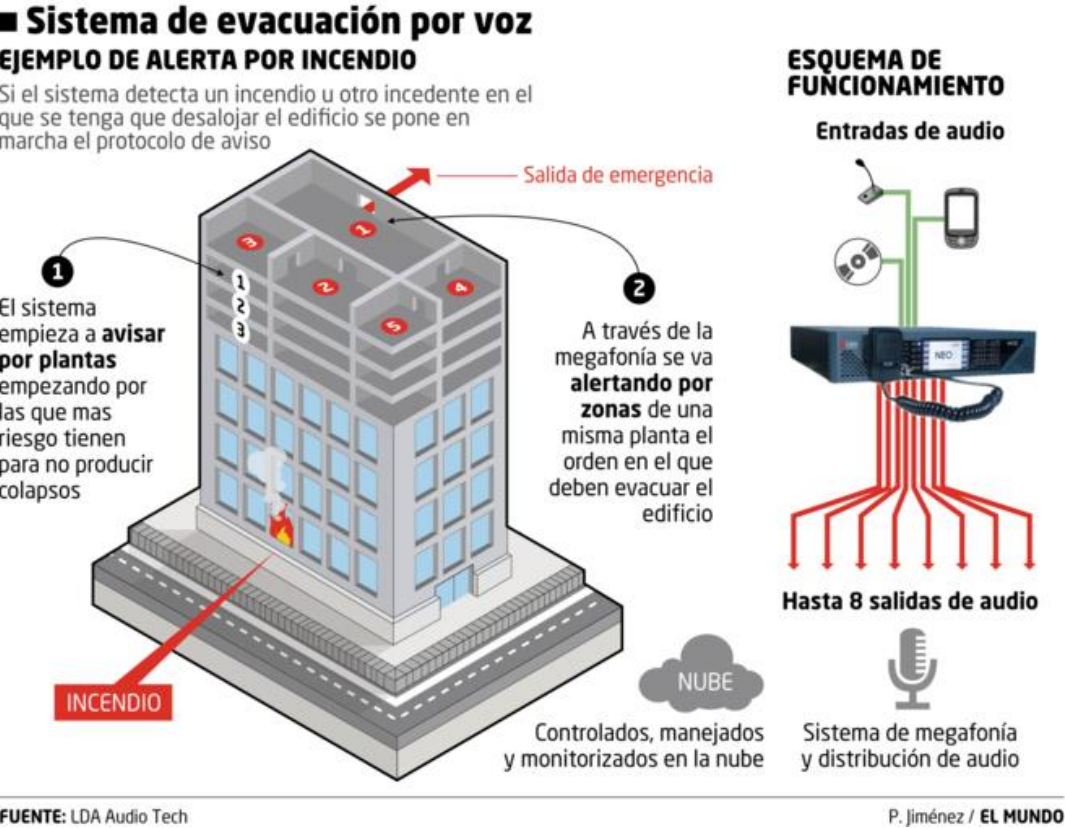 Sistema de evacuación por voz
EJEMPLO DE ALERTA POR INCENDIO
Si el sistema detecta un incendio u otro incedente en el
que se tenga que desalojar el edificio se pone en
marcha el protocolo de aviso
Salida de emergencia
1
El sistema
empieza a avisar
por plantas
empezando por
las que mas
riesgo tienen
para no producir
colapsos
1
2
3
3
1
2
4
5
2
A través de la
megafonía se va
alertando por
zonas de una
misma planta el
orden en el que
deben evacuar el
edificio
INCENDIO
NUBE
Controlados, manejados
y monitorizados en la nube
ESQUEMA DE
FUNCIONAMIENTO
Entradas de audio
NEO
Hasta 8 salidas de audio
Sistema de megafonía
y distribución de audio
FUENTE: LDA Audio Tech
P. Jiménez / EL MUNDO